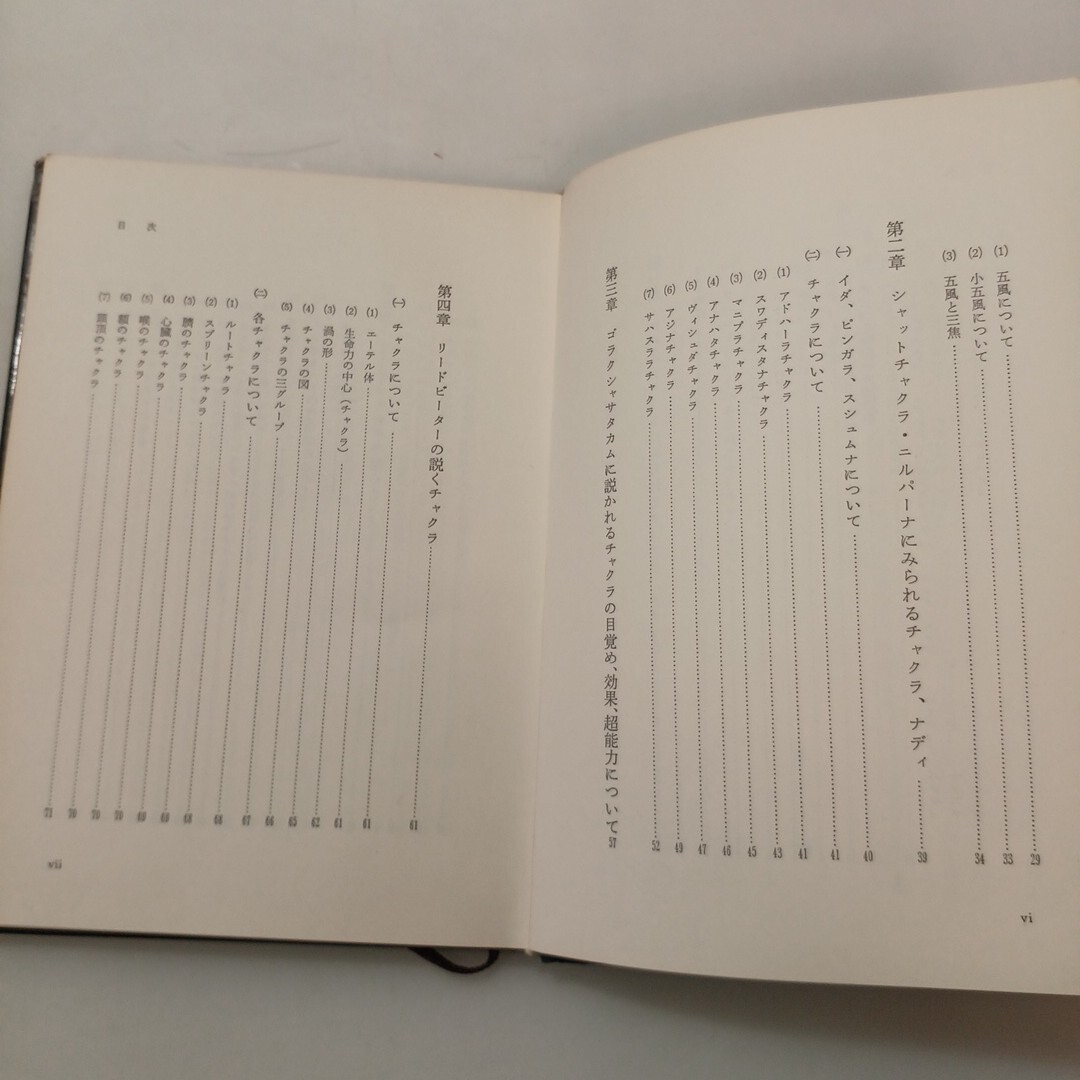 (1) 五風について……29
(2) 小五風について……33
(3) 五風と三焦……34
第二章 シャットチャクラ・ニルパーナにみられるチャクラ、ナディ……39
㈠ イダ、ピンガラ、スシュムナについて……40
㈡ チャクラについて……41
(1) アドハーラチャクラ……41
(2) スワディスタナチャクラ……43
(3) マニプラチャクラ……45
(4) アナハタチャクラ……46
(5) ヴィシュダチャクラ……47
(6) アジナチャクラ……49
(7) サハスララチャクラ……52
第三章 ゴラクシャサタカムに説かれるチャクラの目覚め、効果、超能力について……57
vi
目次
第四章 リードビーターの説くチャクラ……61
㈠ チャクラについて……61
(1) エーテル体……61
(2) 生命力の中心(チャクラ)……62
(3) 渦の形……65
(4) チャクラの図……66
(5) チャクラの三グループ……67
㈡ 各チャクラについて……68
(1) ルートチャクラ……68
(2) スプリーンチャクラ……68
(3) 臍のチャクラ……69
(4) 心臓のチャクラ……70
(5) 喉のチャクラ……70
(6) 額のチャクラ……70
(7) 頭頂のチャクラ……71
vii